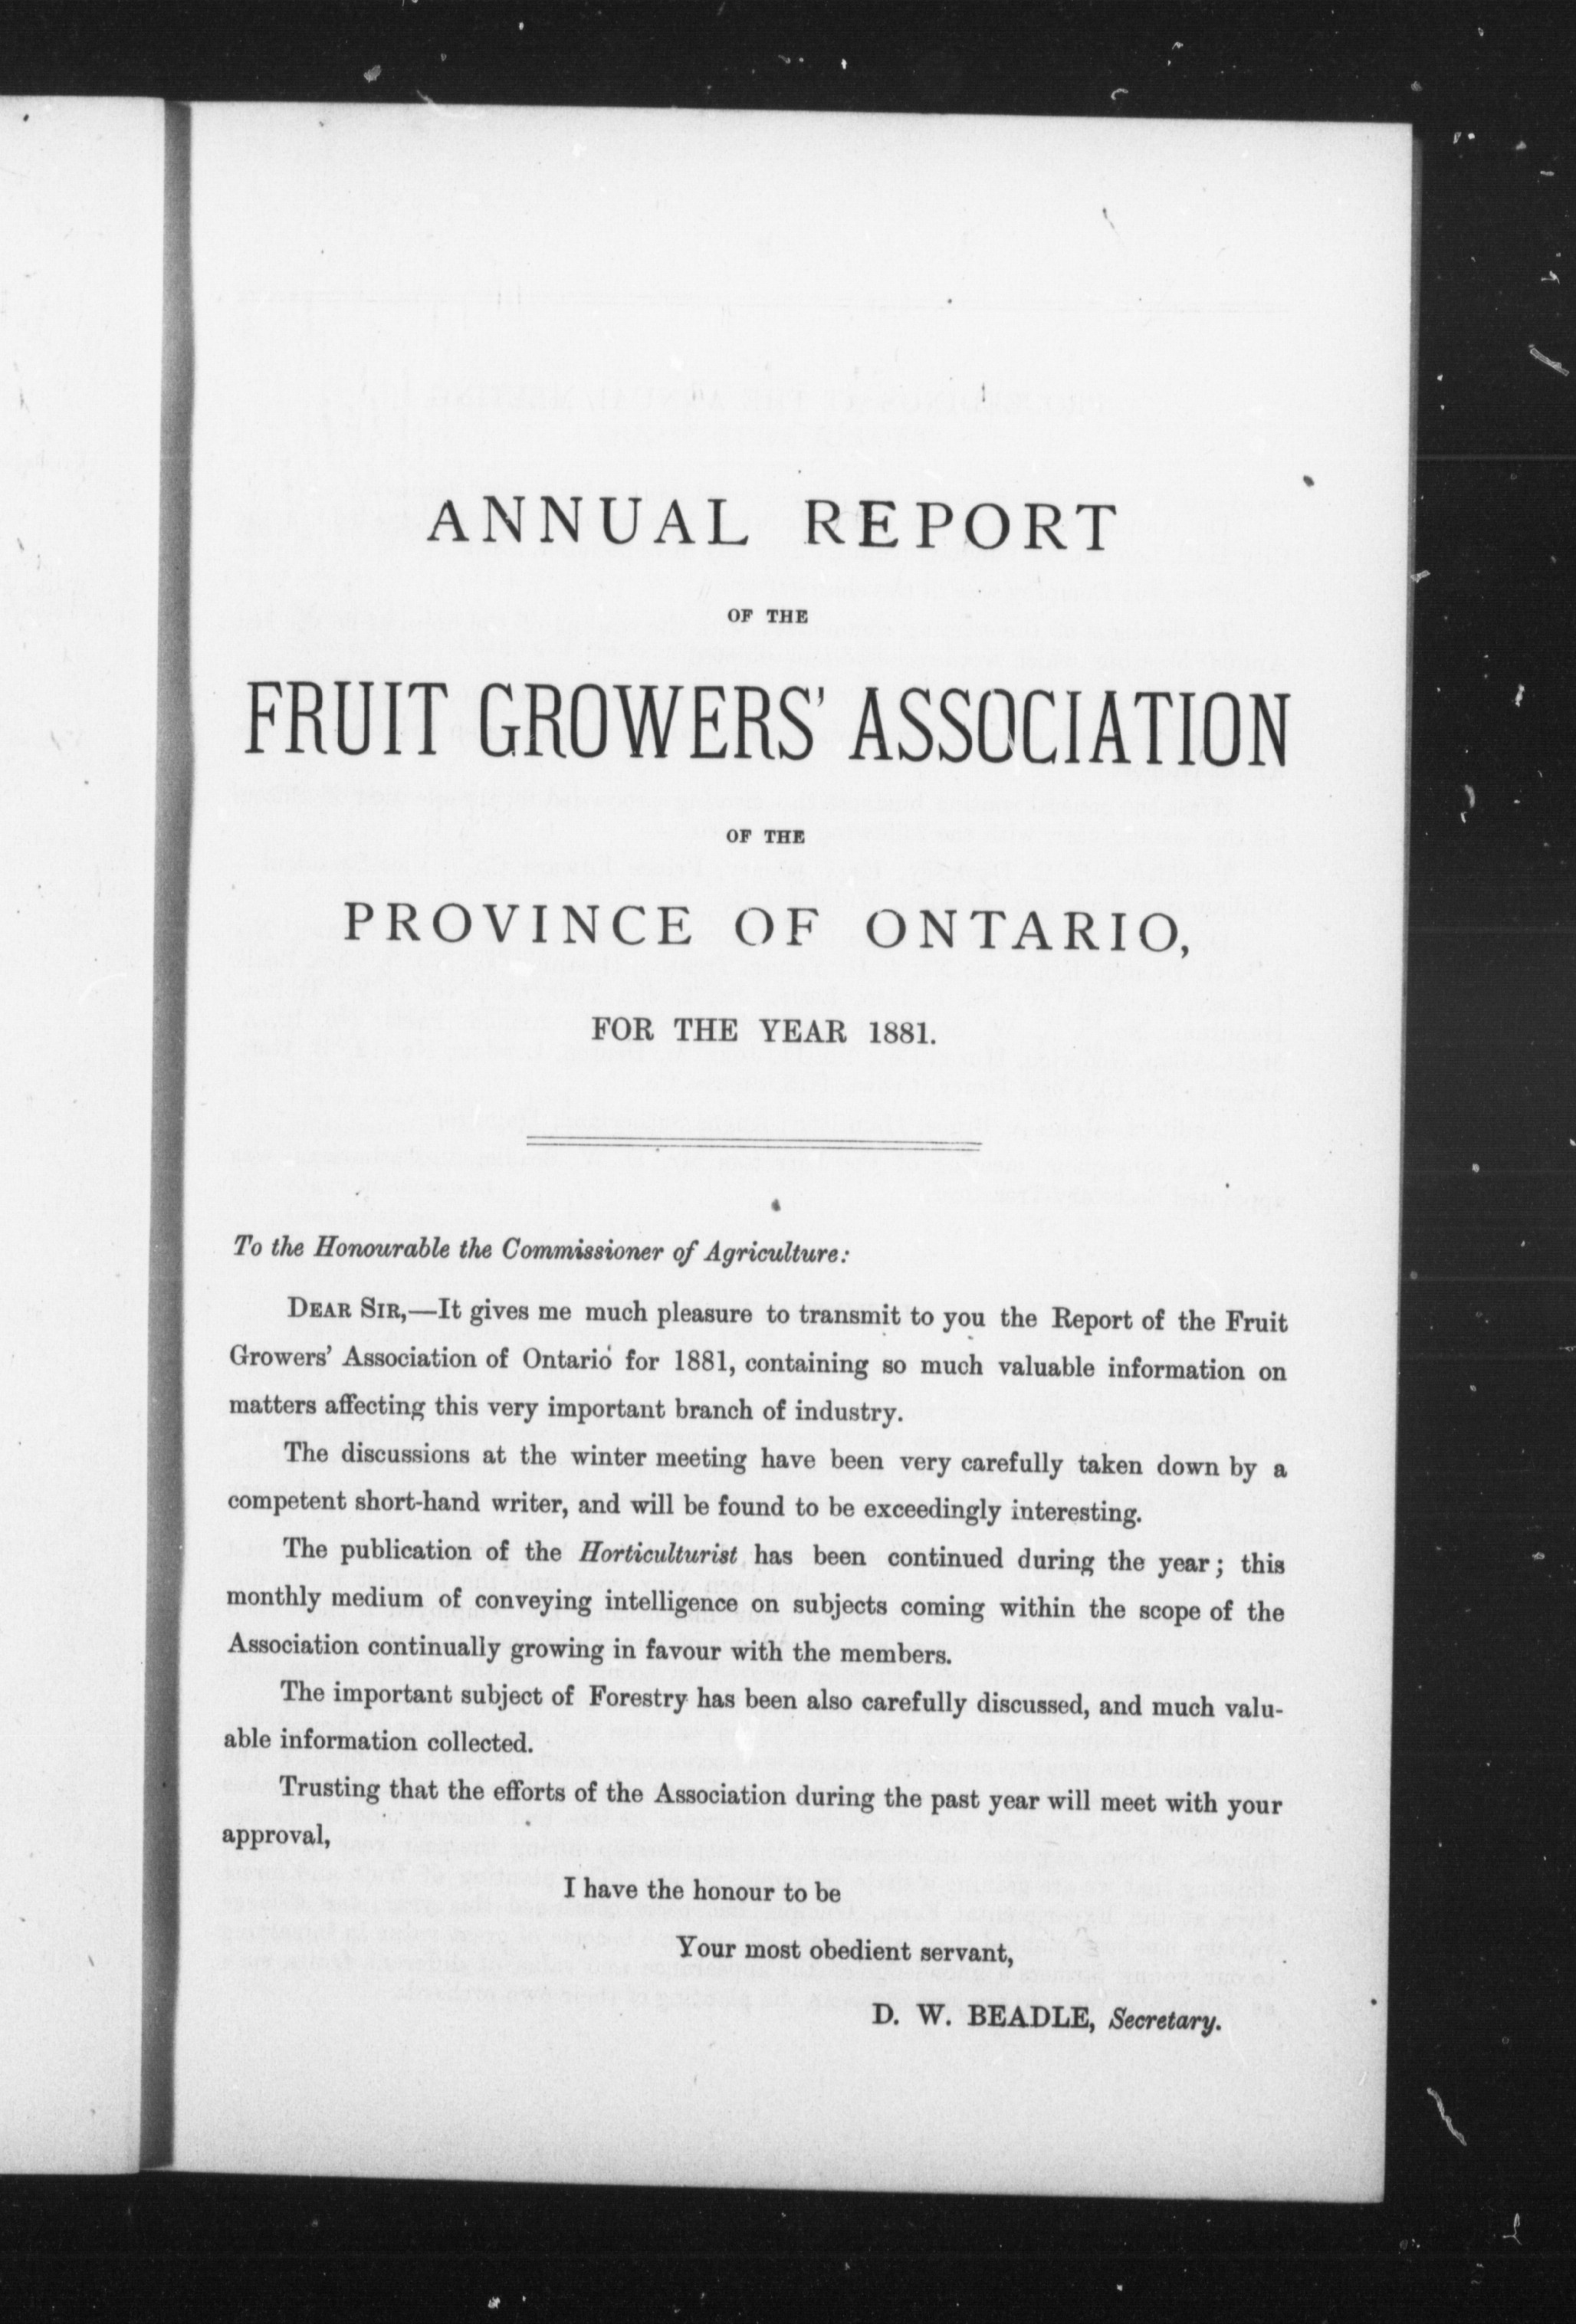 ANNUAL REPORT
OF THE
FRUIT GROWERS' ASSOCIATION
OF THE
PROVINCE OF ONTARIO,
FOR THE YEAR 1881.
To the Honourable the Commissioner of Agriculture:
DEAR SIR,—It gives me much pleasure to transmit to you the Report of the Fruit
Growers' Association of Ontario for 1881, containing so much valuable information on
matters affecting this very important branch of industry.
The discussions at the winter meeting have been very carefully taken down by a
competent short-hand writer, and will be found to be exceedingly interesting.
The publication of the Horticulturist has been continued during the year; this
monthly medium of conveying intelligence on subjects coming within the scope of the
Association continually growing in favour with the members.
The important subject of Forestry has been also carefully discussed, and much valu-
able information collected.
Trusting that the efforts of the Association during the past year will meet with your
approval,
I have the honour to be
Your most obedient servant,
D. W. BEADLE, Secretary.